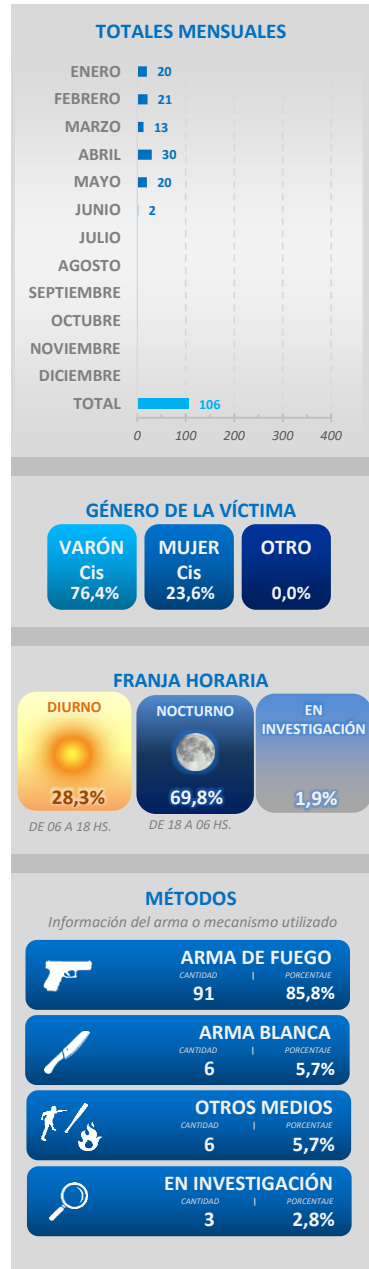 TOTALES MENSUALES
ENERO 20
FEBRERO 21
MARZO 13
ABRIL 30
MAYO 20
JUNIO 2
JULIO
AGOSTO
SEPTIEMBRE
OCTUBRE
NOVIEMBRE
DICIEMBRE
TOTAL 106
0 100 200 300 400
GÉNERO DE LA VÍCTIMA
VARÓN MUJER OTRO
Cis Cis
76,4% 23,6% 0,0%
FRANJA HORARIA
DIURNO NOCTURNO EN
INVESTIGACIÓN
28,3% 69,8% 1,9%
DE 06 A 18 HS. DE 18 A 06 HS.
MÉTODOS
Información del arma o mecanismo utilizado
ARMA DE FUEGO
CANTIDAD | PORCENTAJE
91 85,8%
ARMA BLANCA
CANTIDAD | PORCENTAJE
6 5,7%
OTROS MEDIOS
CANTIDAD | PORCENTAJE
6 5,7%
EN INVESTIGACIÓN
CANTIDAD | PORCENTAJE
3 2,8%